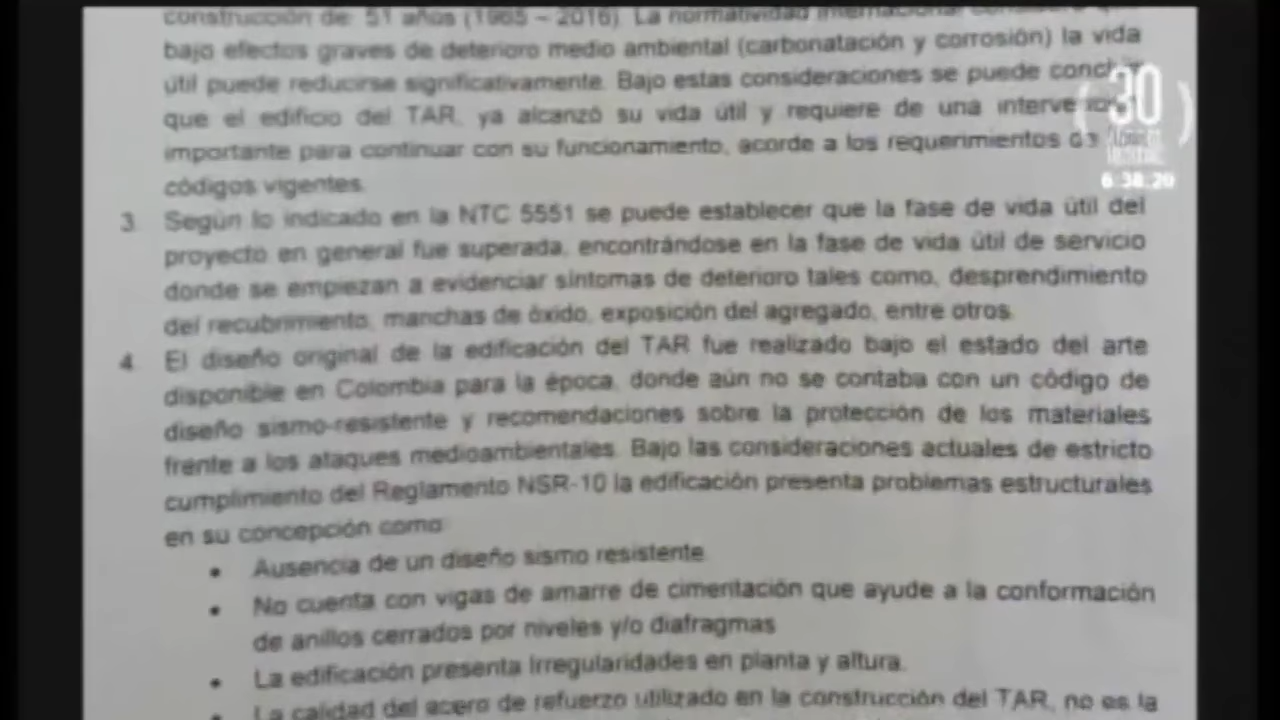 construcción de 51 años (1965 – 2016) La normatividad internacional
bajo efectos graves de deterioro medio ambiental (carbonatación y corrosión) la vida
útil puede reducirse significativamente. Bajo estas consideraciones se puede
que el edificio del TAR, ya alcanzó su vida útil y requiere de una
importante para continuar con su funcionamiento, acorde a los requerimientos
códigos vigentes.
3. Según lo indicado en la NTC 5551 se puede establecer que la fase de vida útil del
proyecto en general fue superada, encontrándose en la fase de vida útil de servicio
donde se empiezan a evidenciar síntomas de deterioro tales como, desprendimiento
del recubrimiento, manchas de óxido, exposición del agregado, entre otros.
4. El diseño original de la edificación del TAR fue realizado bajo el estado del arte
disponible en Colombia para la época, donde aún no se contaba con un código de
diseño sismo-resistente y recomendaciones sobre la protección de los materiales
frente a los ataques medioambientales. Bajo las consideraciones actuales de estricto
cumplimiento del Reglamento NSR-10 la edificación presenta problemas estructurales
en su concepción como:
• Ausencia de un diseño sismo resistente.
• No cuenta con vigas de amarre de cimentación que ayude a la conformación
de anillos cerrados por niveles y/o diafragmas
• La edificación presenta Irregularidades en planta y altura.
• La calidad del acero de refuerzo utilizado en la construcción del TAR, no es la
30
6:38:20